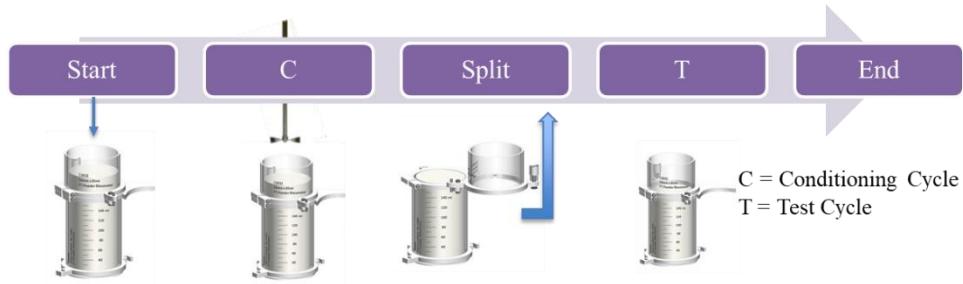 Start
C
Split
T
End
C = Conditioning Cycle
T = Test Cycle